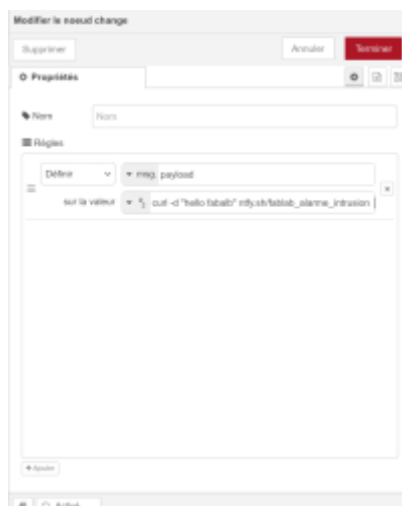 Modifier le noeud change
Supprimer Annuler Terminer
Propriétés
Nom Nom
Règles
Définir msg. payload
sur la valeur curl -d "hello fabalb" ntfy.sh/fablab_alarme_intrusion
Ajouter
Activé